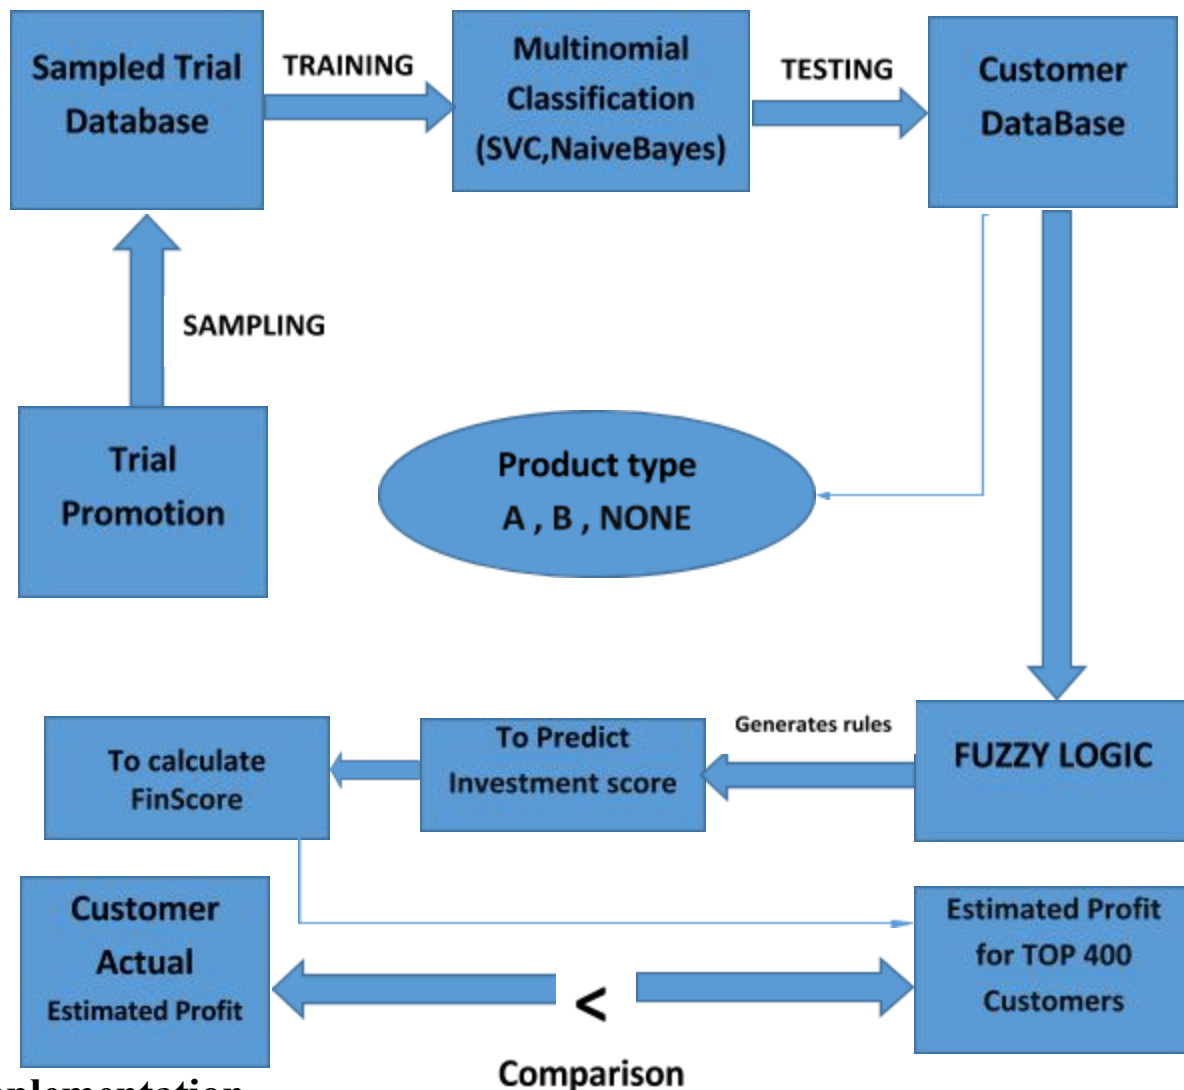 Sampled Trial
Database
TRAINING
Multinomial
Classification
(SVC,NaiveBayes)
TESTING
Customer
DataBase
SAMPLING
Trial
Promotion
Product type
A , B , NONE
To calculate
FinScore
To Predict
Investment score
Generates rules
FUZZY LOGIC
Customer
Actual
Estimated Profit
<
Comparison
Estimated Profit
for TOP 400
Customers